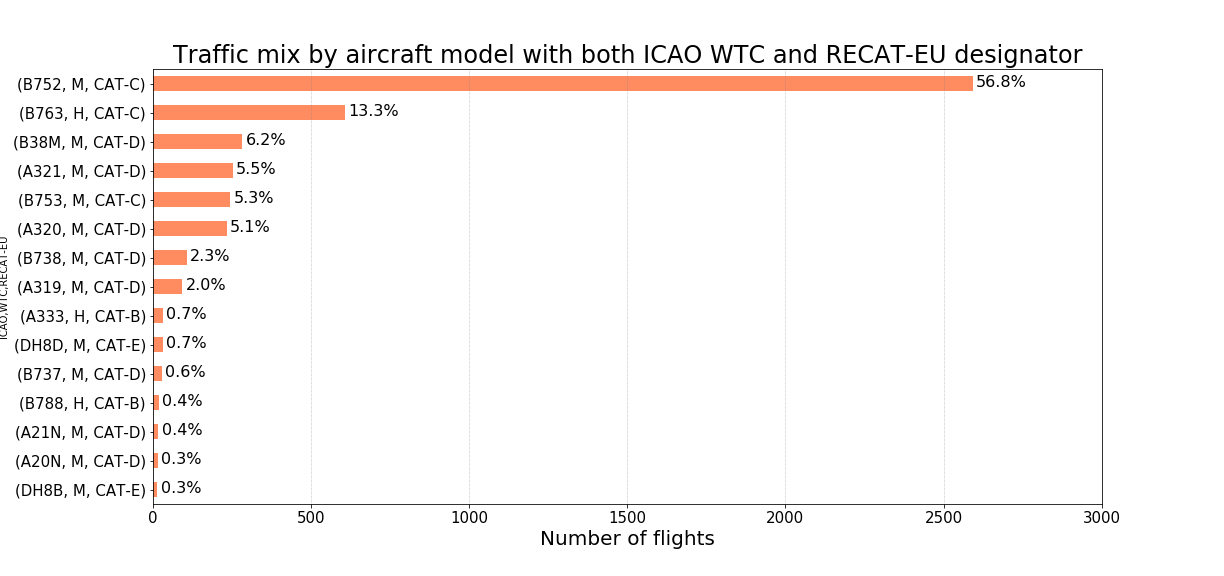 Traffic mix by aircraft model with both ICAO WTC and RECAT-EU designator
(B752, M, CAT-C) 56.8%
(B763, H, CAT-C) 13.3%
(B38M, M, CAT-D) 6.2%
(A321, M, CAT-D) 5.5%
(B753, M, CAT-C) 5.3%
(A320, M, CAT-D) 5.1%
(B738, M, CAT-D) 2.3%
(A319, M, CAT-D) 2.0%
(A333, H, CAT-B) 0.7%
(DH8D, M, CAT-E) 0.7%
(B737, M, CAT-D) 0.6%
(B788, H, CAT-B) 0.4%
(A21N, M, CAT-D) 0.4%
(A20N, M, CAT-D) 0.3%
(DH8B, M, CAT-E) 0.3%
ICAO,WTC,RECAT-EU
0 500 1000 1500 2000 2500 3000
Number of flights